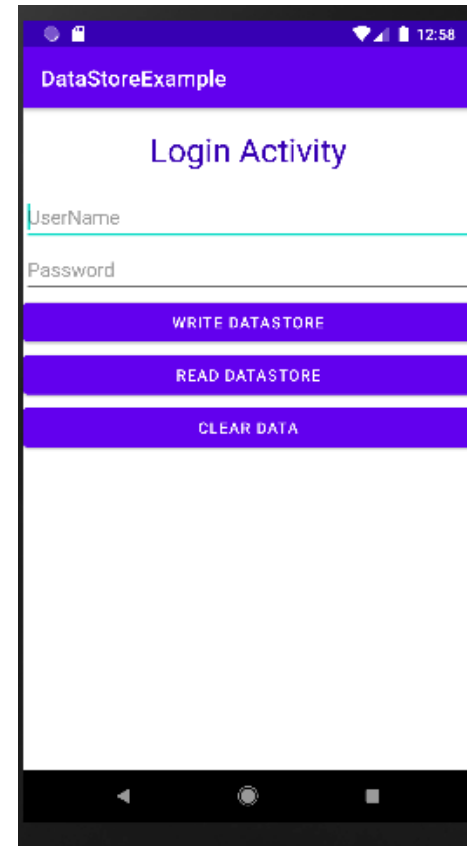 12:58
DataStoreExample
Login Activity
UserName
Password
WRITE DATASTORE
READ DATASTORE
CLEAR DATA